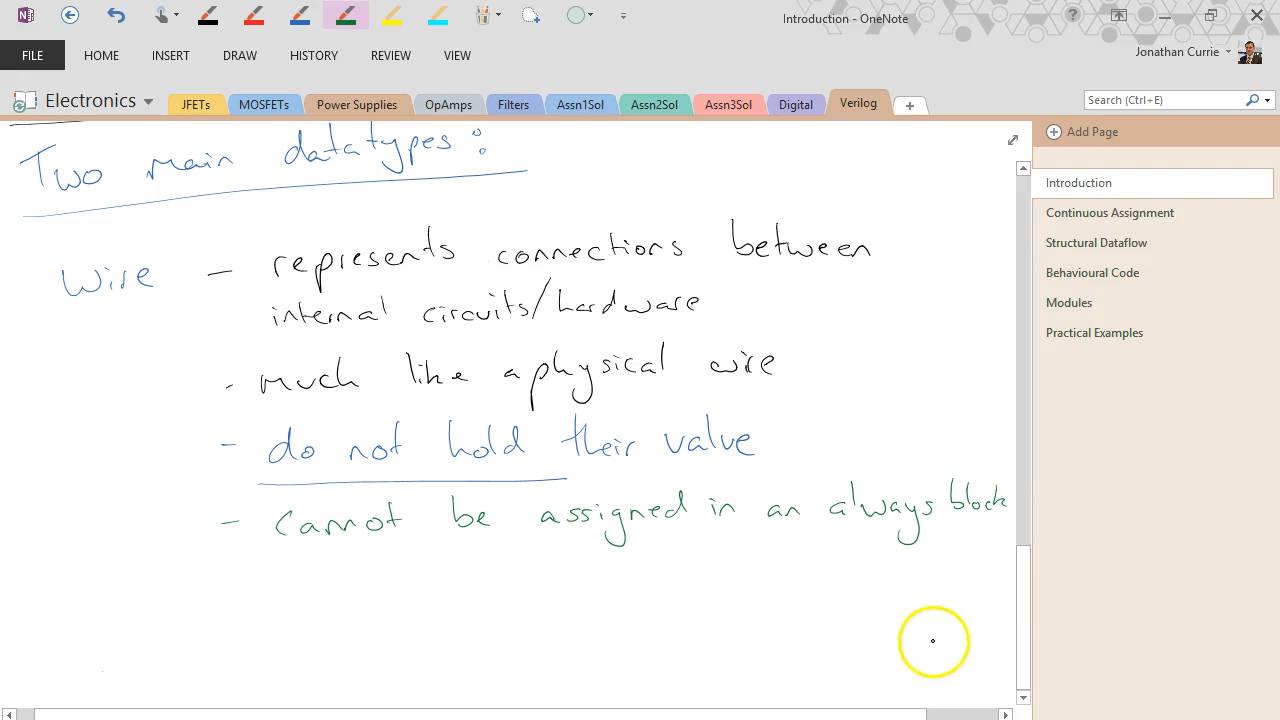 Introduction - OneNote
FILE HOME INSERT DRAW HISTORY REVIEW VIEW
Jonathan Currie
Electronics
JFETs MOSFETs Power Supplies OpAmps Filters Assn1Sol Assn2Sol Assn3Sol Digital Verilog
Search (Ctrl+E)
Two main datatypes:
Wire - represents connections between
internal circuits/hardware
- much like a physical wire
- do not hold their value
- cannot be assigned in an always block
Add Page
Introduction
Continuous Assignment
Structural Dataflow
Behavioural Code
Modules
Practical Examples